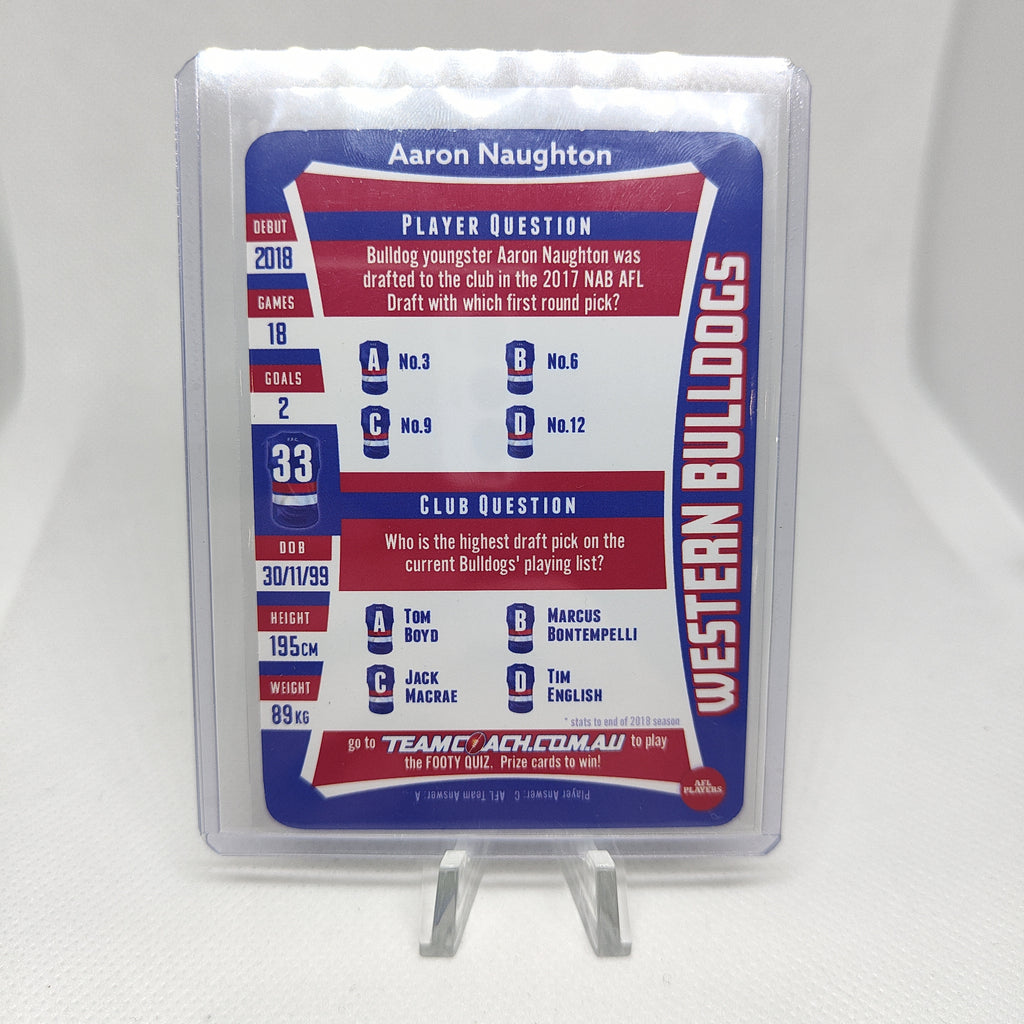 Aaron Naughton
DEBUT
2018
GAMES
18
GOALS
2
33
DOB
30/11/99
HEIGHT
195CM
WEIGHT
89KG
PLAYER QUESTION
Bulldog youngster Aaron Naughton was
drafted to the club in the 2017 NAB AFL
Draft with which first round pick?
A No.3
B No.6
C No.9
D No.12
CLUB QUESTION
Who is the highest draft pick on the
current Bulldogs' playing list?
A TOM
BOYD
B MARCUS
BONTEMPELLI
C JACK
MACRAE
D TIM
ENGLISH
* stats to end of 2018 season
go to TEAMCOACH.COM.AU to play
the FOOTY QUIZ. Prize cards to win!
Player Answer: C AFL Team Answer: A
AFL
PLAYERS
WESTERN BULLDOGS